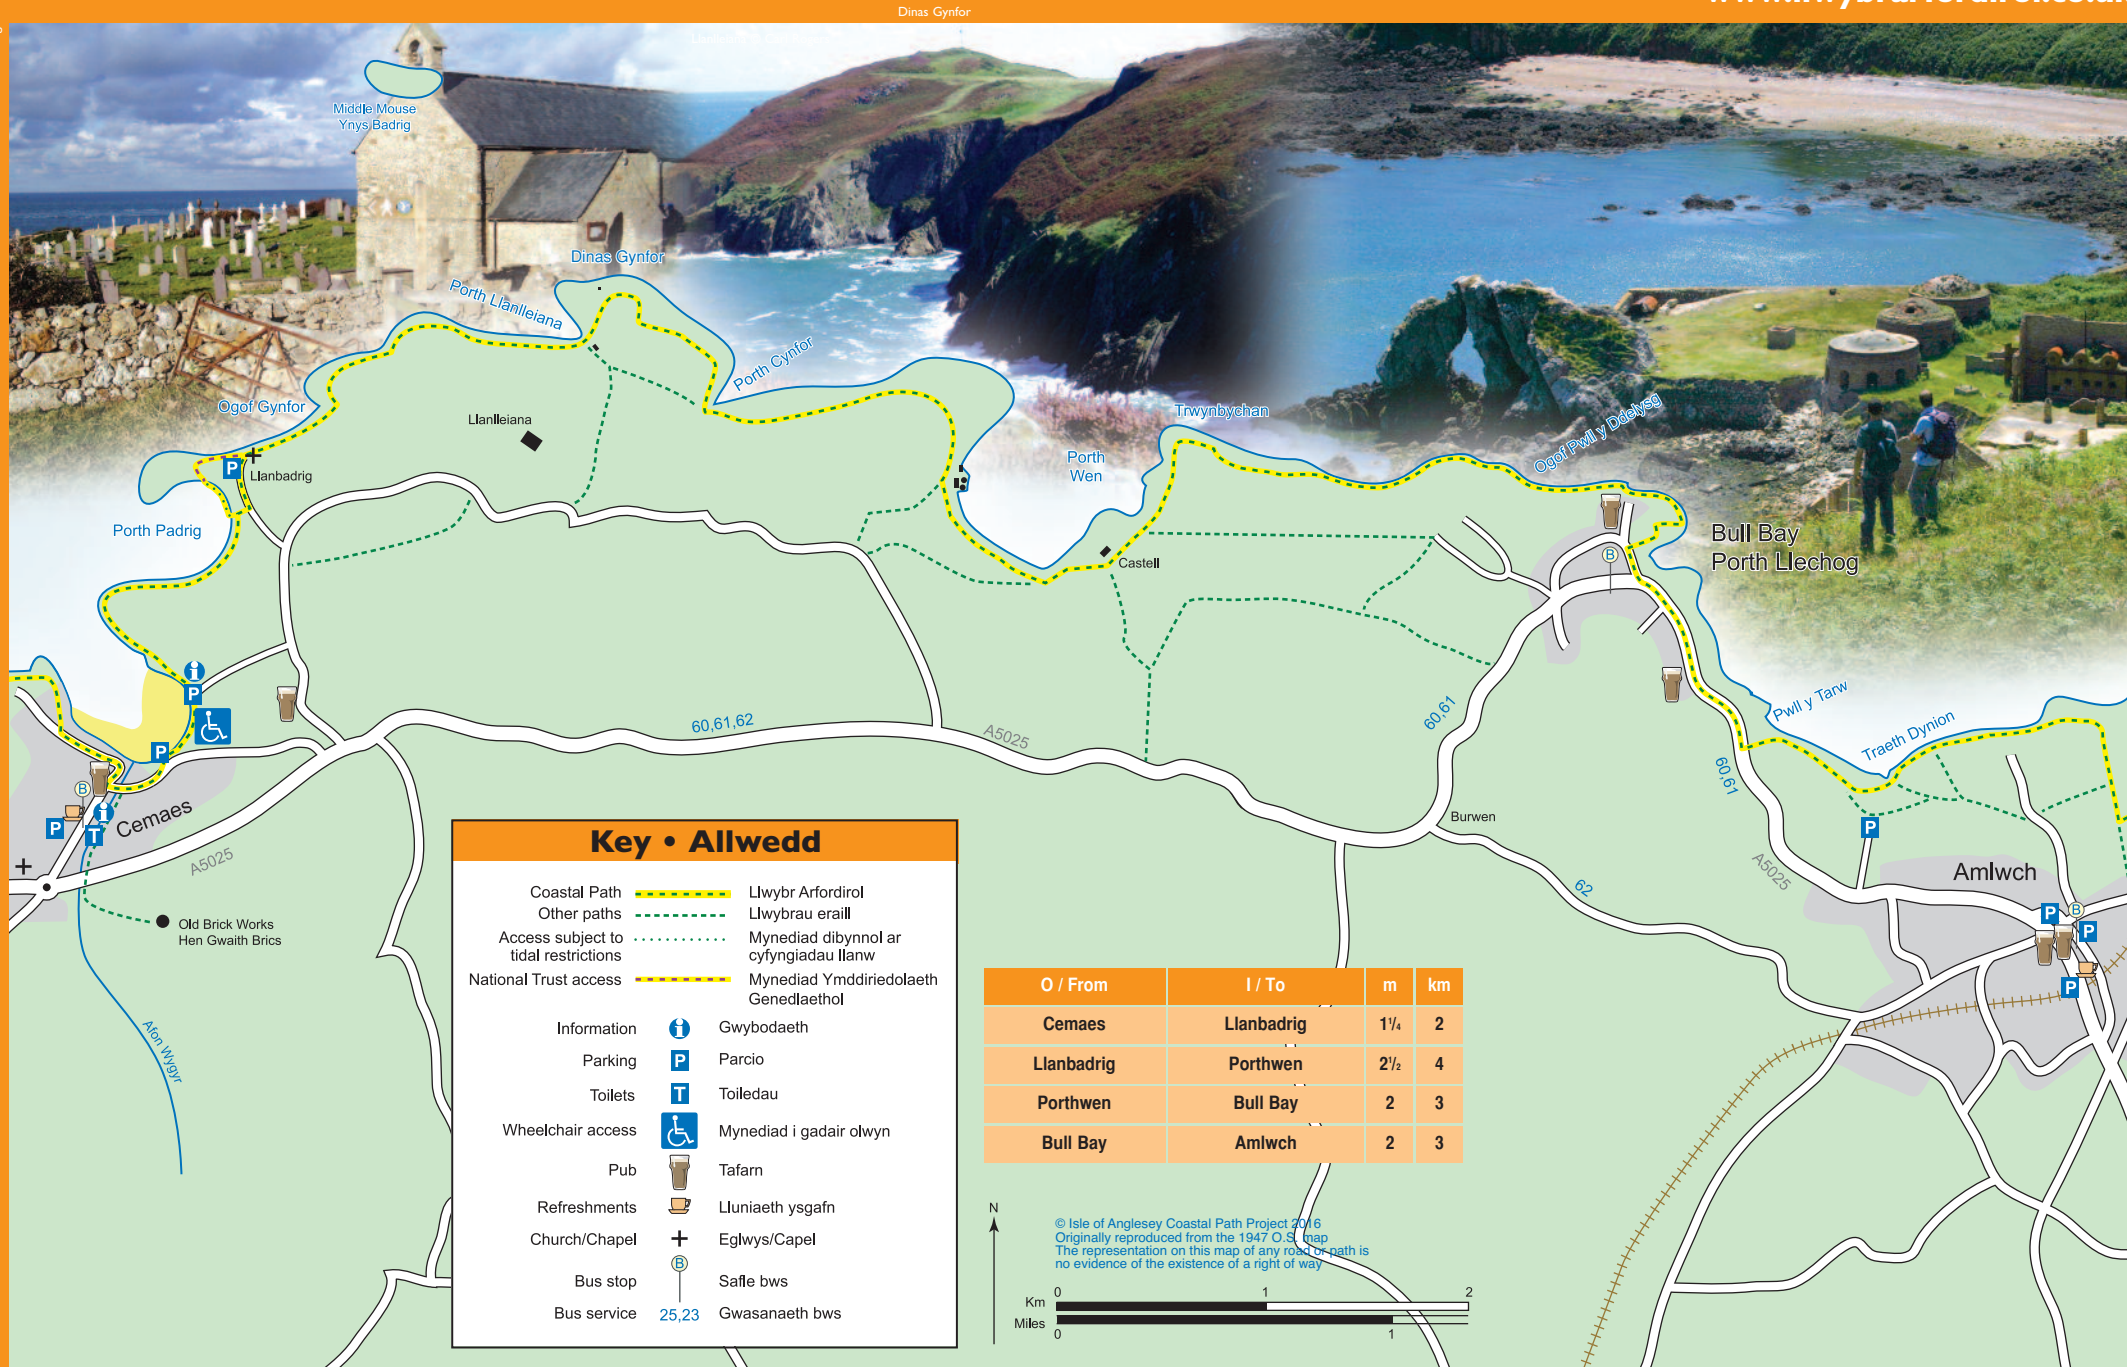 Dinas Gynfor
Middle Mouse
Ynys Badrig
Dinas Gynfor
Porth Llanlleiana
Porth Cynfor
Ogof Gynfor
Llanlleiana
P
Llanbadrig
Porth Padrig
Trwynbychan
Porth
Wen
Ogof Pwll y Ddelysg
Castell
B
Bull Bay
Porth Llechog
P
60,61,62
A5025
60,61
Pwll y Tarw
Traeth Dynion
60,61
P
B
P
T
Cemaes
A5025
Burwen
P
A5025
62
Amlwch
P
B
P
P
Old Brick Works
Hen Gwaith Brics
Afon Wygyr
Key • Allwedd
Coastal Path Llwybr Arfordirol
Other paths Llwybrau eraill
Access subject to Mynediad dibynnol ar
tidal restrictions cyfyngiadau llanw
National Trust access Mynediad Ymddiriedolaeth
Genedlaethol
Information i Gwybodaeth
Parking P Parcio
Toilets T Toiledau
Wheelchair access Mynediad i gadair olwyn
Pub Tafarn
Refreshments Lluniaeth ysgafn
Church/Chapel Eglwys/Capel
B
Bus stop Safle bws
Bus service 25,23 Gwasanaeth bws
O / From I / To m km
Cemaes Llanbadrig 1¼ 2
Llanbadrig Porthwen 2½ 4
Porthwen Bull Bay 2 3
Bull Bay Amlwch 2 3
N
© Isle of Anglesey Coastal Path Project 2016
Originally reproduced from the 1947 O.S. map
The representation on this map of any road or path is
no evidence of the existence of a right of way
0 1 2
Km
Miles
0 1